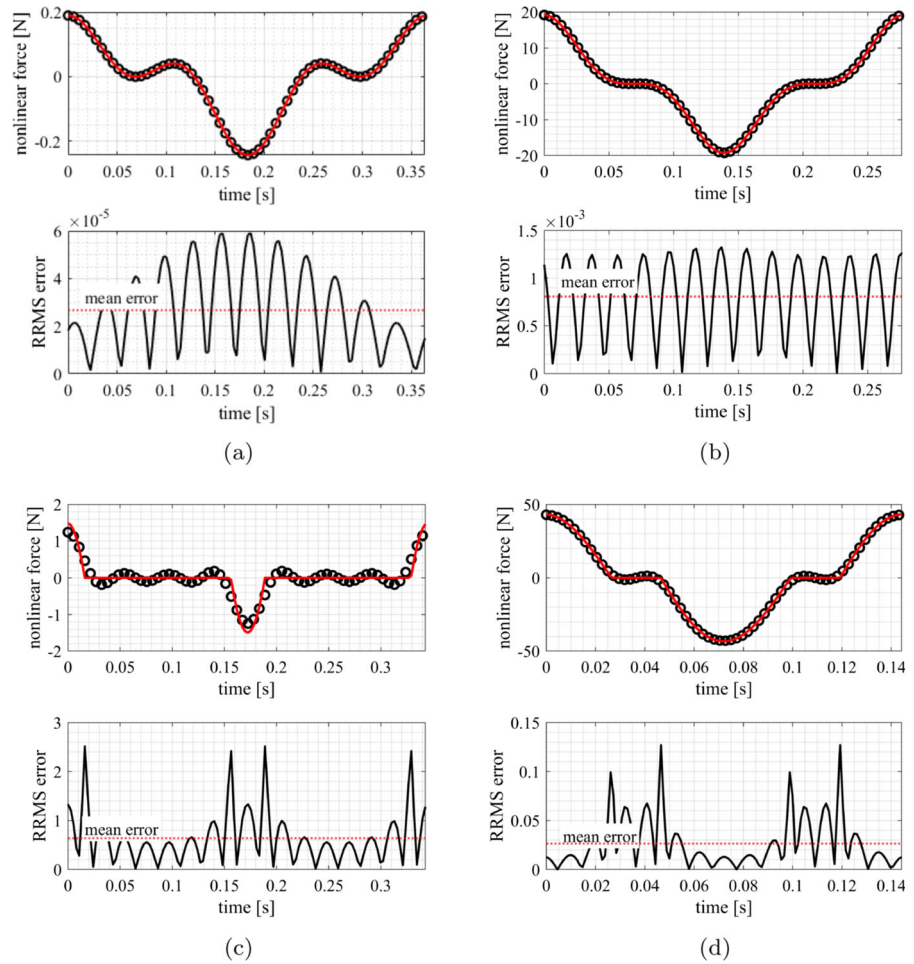 nonlinear force [N]
0.2
0
-0.2
0 0.05 0.1 0.15 0.2 0.25 0.3 0.35
time [s]
nonlinear force [N]
20
10
0
-10
-20
0 0.05 0.1 0.15 0.2 0.25
time [s]
×10-5
RRMS error
6
4
2
0
mean error
0 0.05 0.1 0.15 0.2 0.25 0.3 0.35
time [s]
(a)
×10-3
RRMS error
1.5
1
0.5
0
mean error
0 0.05 0.1 0.15 0.2 0.25
time [s]
(b)
nonlinear force [N]
2
1
0
-1
-2
0 0.05 0.1 0.15 0.2 0.25 0.3
time [s]
nonlinear force [N]
50
0
-50
0 0.02 0.04 0.06 0.08 0.1 0.12 0.14
time [s]
RRMS error
3
2
1
0
mean error
0 0.05 0.1 0.15 0.2 0.25 0.3
time [s]
(c)
RRMS error
0.15
0.1
0.05
0
mean error
0 0.02 0.04 0.06 0.08 0.1 0.12 0.14
time [s]
(d)